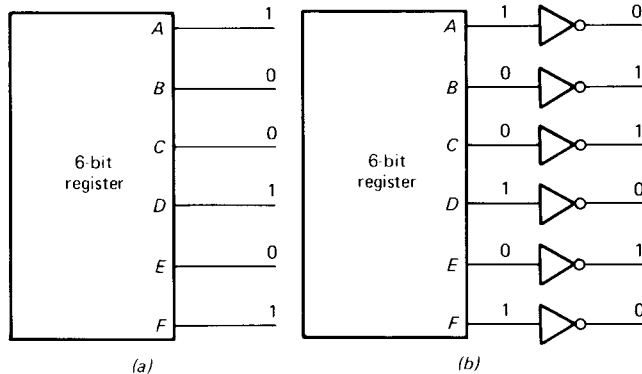 A 1
B 0
C 0
6-bit
register
D 1
E 0
F 1
(a)
A 1 0
B 0 1
C 0 1
6-bit
register
D 1 0
E 0 1
F 1 0
(b)